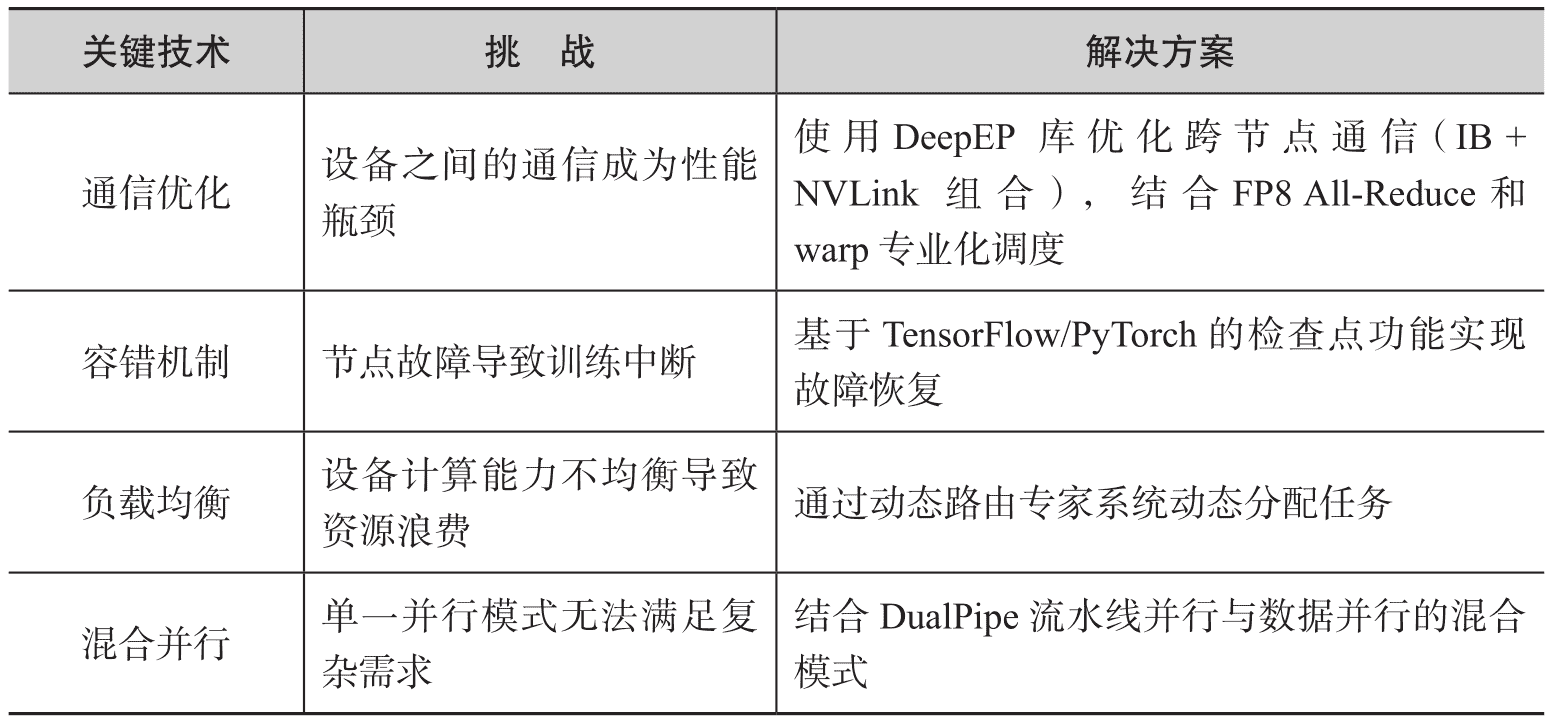 关键技术 挑 战 解决方案
通信优化
设备之间的通信成为性能
瓶颈
使用 DeepEP 库优化跨节点通信（IB +
NVLink 组合），结合 FP8 All-Reduce 和
warp 专业化调度
容错机制
节点故障导致训练中断
基于 TensorFlow/PyTorch 的检查点功能实现
故障恢复
负载均衡
设备计算能力不均衡导致
资源浪费
通过动态路由专家系统动态分配任务
混合并行
单一并行模式无法满足复
杂需求
结合 DualPipe 流水线并行与数据并行的混合
模式